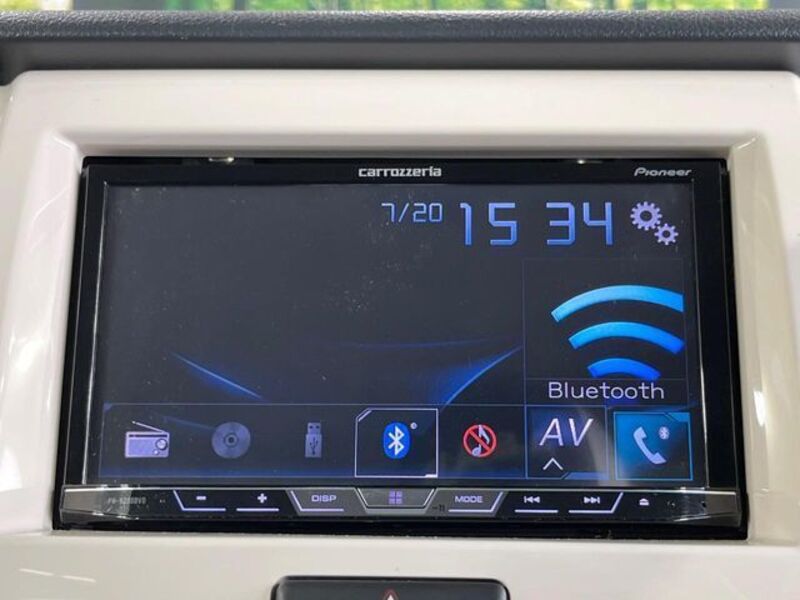 carrozzeria Pioneer
7/20 15 34
Bluetooth
AV
DISP MODE